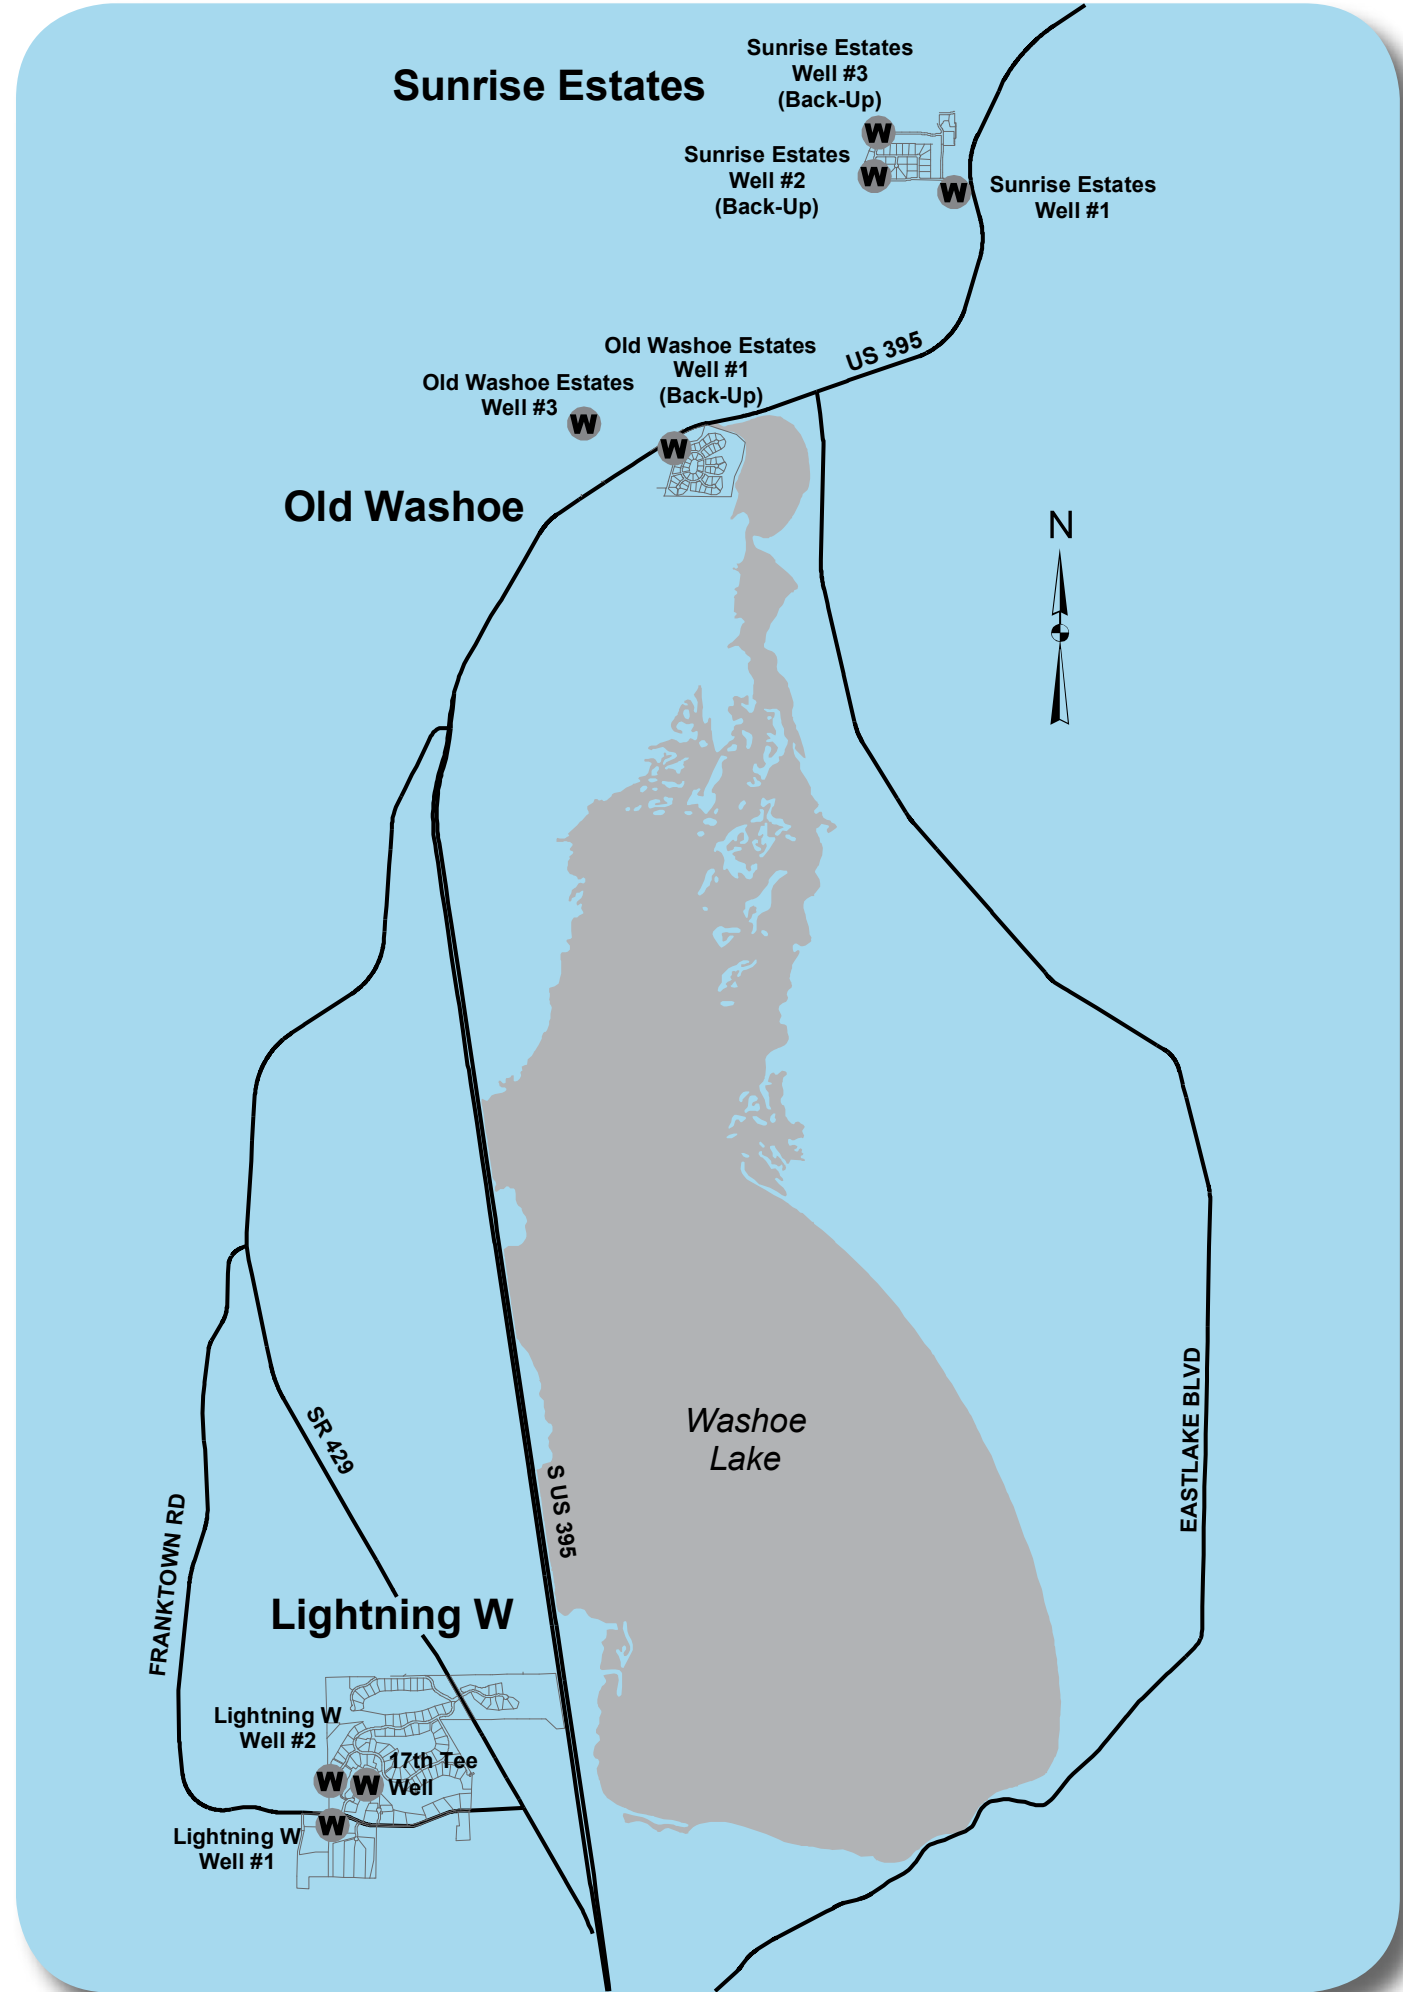 Sunrise Estates
Sunrise Estates
Well #3
(Back-Up)
W
Sunrise Estates
Well #2
(Back-Up)
W
W
Sunrise Estates
Well #1
US 395
Old Washoe Estates
Well #1
(Back-Up)
W
Old Washoe Estates
Well #3
W
Old Washoe
N
Washoe
Lake
EASTLAKE BLVD
SR 429
S US 395
FRANKTOWN RD
Lightning W
Lightning W
Well #2
W
17th Tee
Well
W
Lightning W
Well #1
W